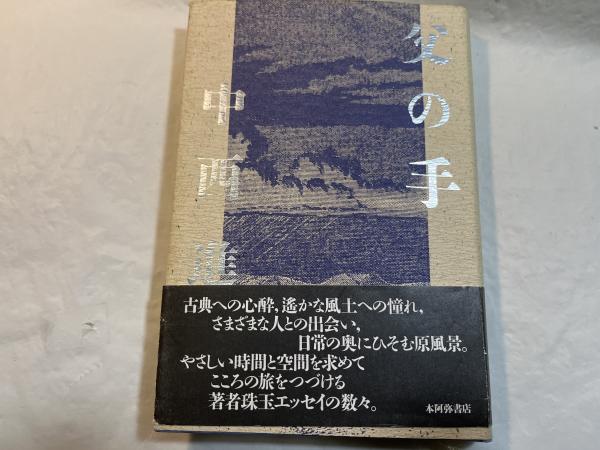 父の手
中
古典への心酔，遙かな風土への憧れ，
さまざまな人との出会い，
日常の奥にひそむ原風景。
やさしい時間と空間を求めて
こころの旅をつづける
著者珠玉エッセイの数々。
本阿弥書店